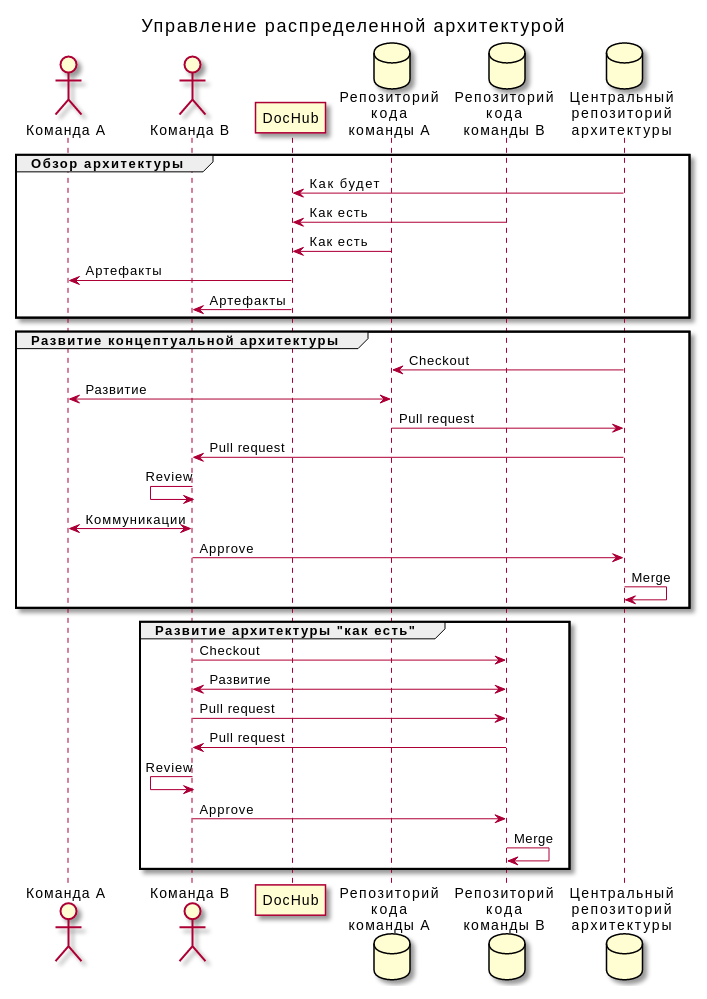 Управление распределенной архитектурой
Команда А
Команда В
DocHub
Репозиторий
кода
команды А
Репозиторий
кода
команды В
Центральный
репозиторий
архитектуры
Обзор архитектуры
Как будет
Как есть
Как есть
Артефакты
Артефакты
Развитие концептуальной архитектуры
Checkout
Развитие
Pull request
Pull request
Review
Коммуникации
Approve
Merge
Развитие архитектуры "как есть"
Checkout
Развитие
Pull request
Pull request
Review
Approve
Merge
Команда А
Команда В
DocHub
Репозиторий
кода
команды А
Репозиторий
кода
команды В
Центральный
репозиторий
архитектуры